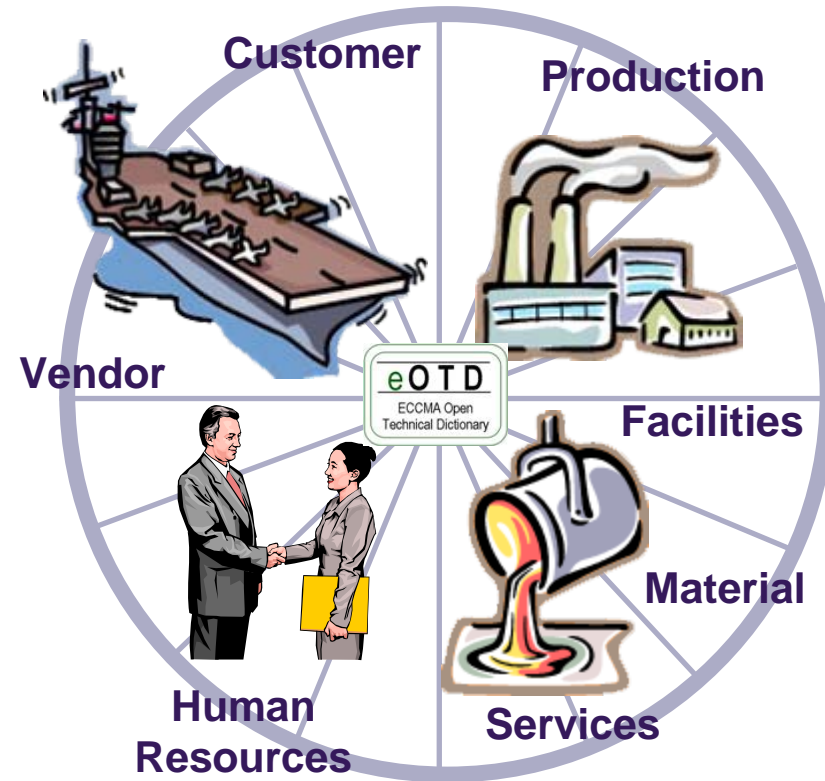 Customer
Production
Vendor
eOTD
ECCMA Open
Technical Dictionary
Facilities
Material
Human
Resources
Services